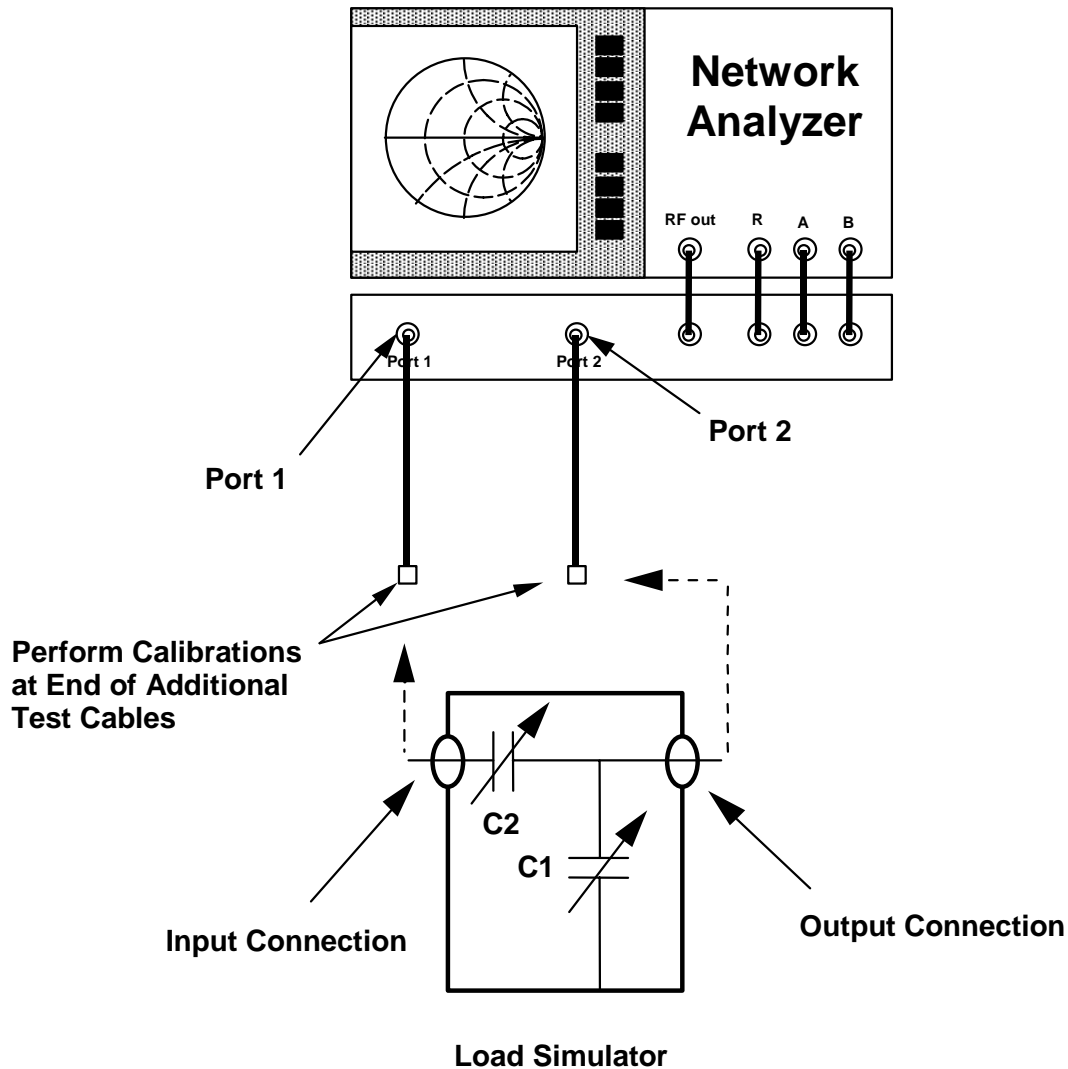 Network
Analyzer
RF out
R
A
B
Port 1
Port 2
Port 2
Port 1
Perform Calibrations
at End of Additional
Test Cables
C2
C1
Input Connection
Output Connection
Load Simulator